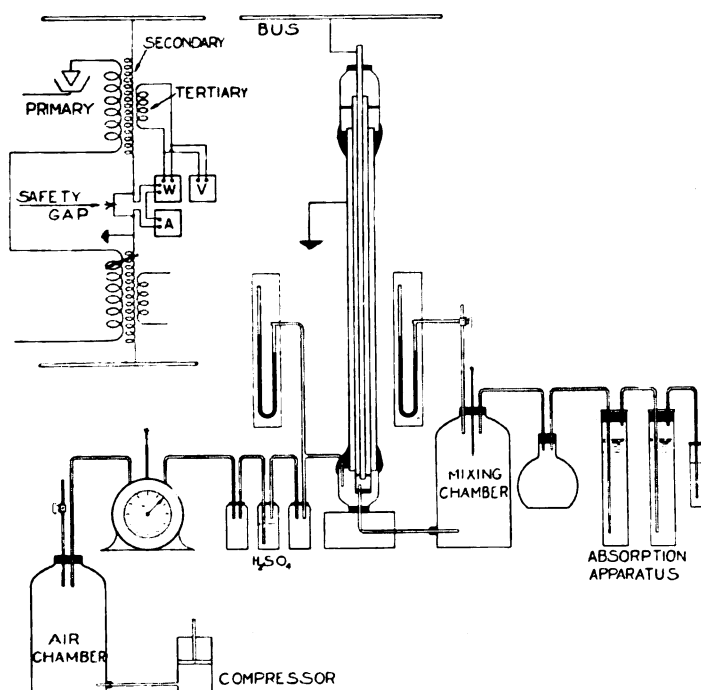 BUS
SECONDARY
PRIMARY
TERTIARY
W
V
SAFETY
GAP
A
MIXING
CHAMBER
H₂SO₄
ABSORPTION
APPARATUS
AIR
CHAMBER
COMPRESSOR